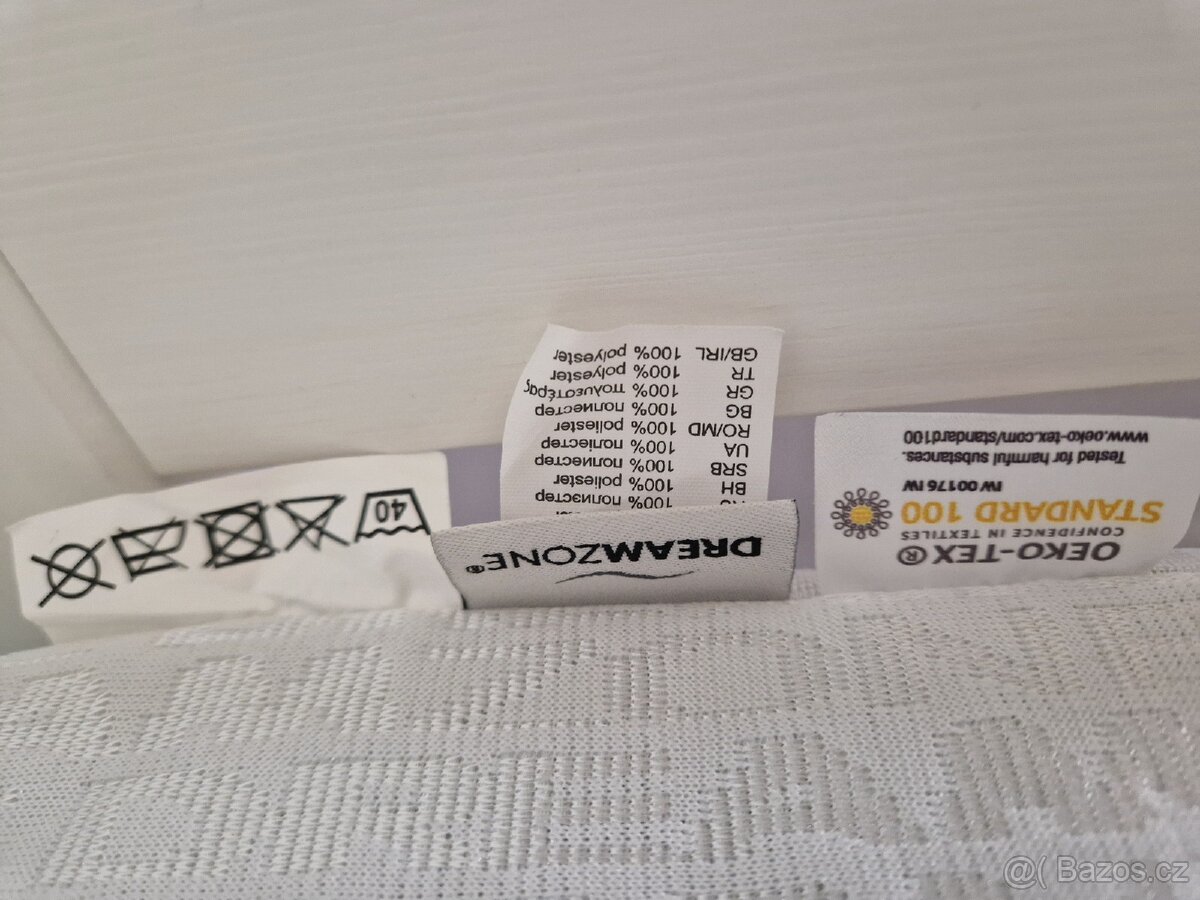 40
DREAMZONE®
RU 100% полиэстер
BH 100% poliester
SRB 100% полиестер
UA 100% поліестер
RO/MD 100% poliester
BG 100% полиестер
GR 100% πολυεστέρας
TR 100% polyester
GB/IRL 100% polyester
OEKO-TEX®
CONFIDENCE IN TEXTILES
STANDARD 100
IW 00176 IW
Tested for harmful substances.
www.oeko-tex.com/standard100
@( Bazos.cz